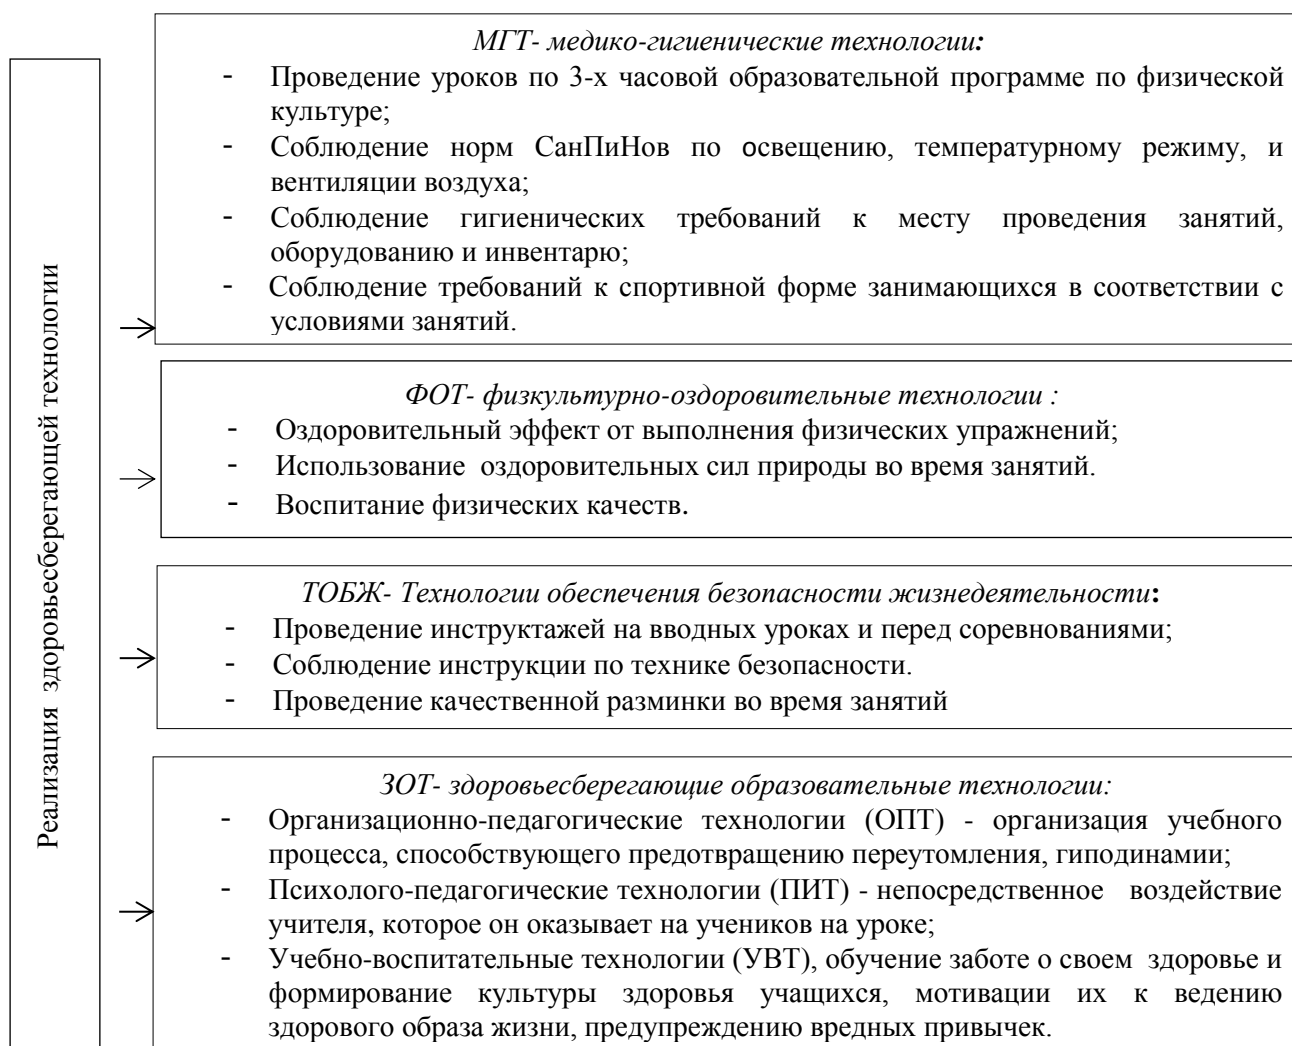 Реализация здоровьесберегающей технологии
МГТ- медико-гигиенические технологии:
- Проведение уроков по 3-х часовой образовательной программе по физической
культуре;
- Соблюдение норм СанПиНов по освещению, температурному режиму, и
вентиляции воздуха;
- Соблюдение гигиенических требований к месту проведения занятий,
оборудованию и инвентарю;
- Соблюдение требований к спортивной форме занимающихся в соответствии с
условиями занятий.
ФОТ- физкультурно-оздоровительные технологии :
- Оздоровительный эффект от выполнения физических упражнений;
- Использование оздоровительных сил природы во время занятий.
- Воспитание физических качеств.
ТОБЖ- Технологии обеспечения безопасности жизнедеятельности:
- Проведение инструктажей на вводных уроках и перед соревнованиями;
- Соблюдение инструкции по технике безопасности.
- Проведение качественной разминки во время занятий
ЗОТ- здоровьесберегающие образовательные технологии:
- Организационно-педагогические технологии (ОПТ) - организация учебного
процесса, способствующего предотвращению переутомления, гиподинамии;
- Психолого-педагогические технологии (ПИТ) - непосредственное воздействие
учителя, которое он оказывает на учеников на уроке;
- Учебно-воспитательные технологии (УВТ), обучение заботе о своем здоровье и
формирование культуры здоровья учащихся, мотивации их к ведению
здорового образа жизни, предупреждению вредных привычек.